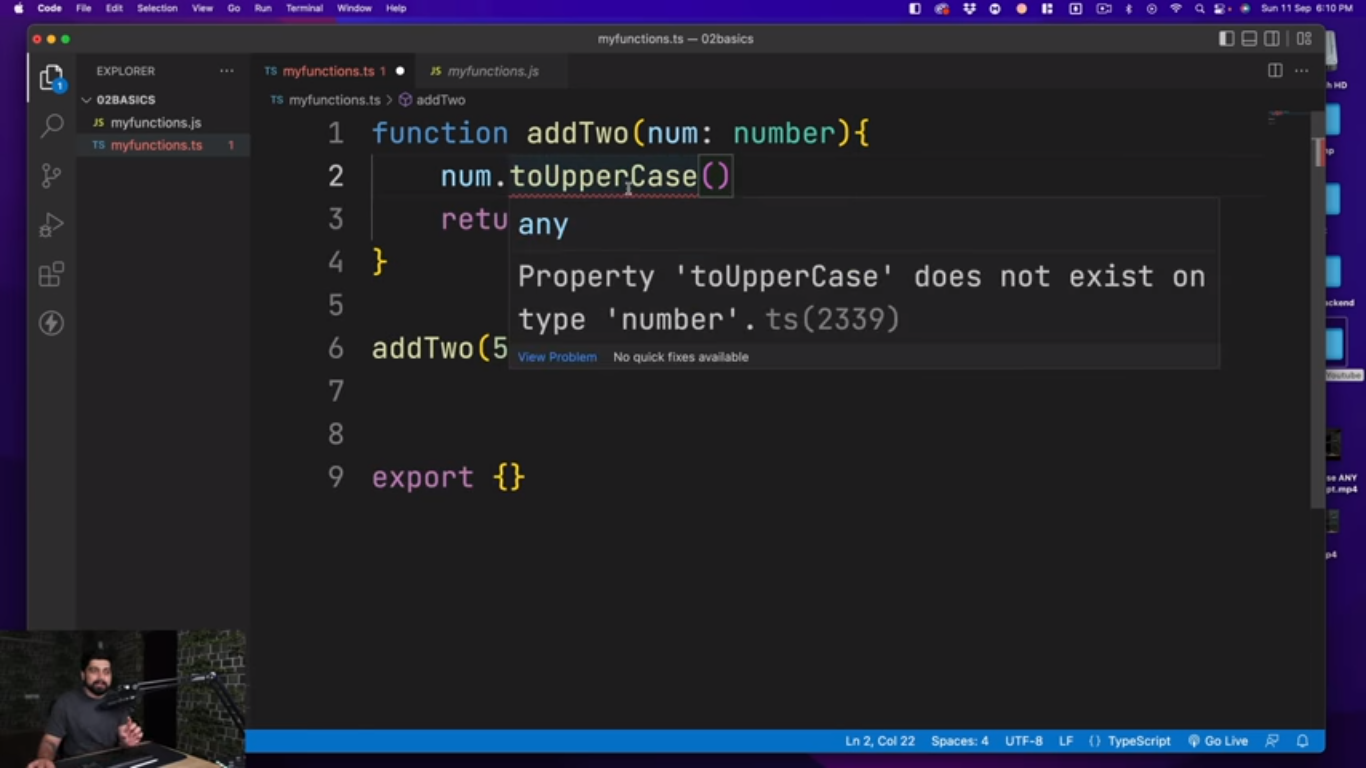 Code File Edit Selection View Go Run Terminal Window Help Sun 11 Sep 6:10 PM
myfunctions.ts — 02basics
EXPLORER ···
TS myfunctions.ts 1 JS myfunctions.js
02BASICS
TS myfunctions.ts > addTwo
JS myfunctions.js
TS myfunctions.ts 1
1 function addTwo(num: number){
2 num.toUpperCase()
3 retu
4 }
5
6 addTwo(5
7
8
9 export {}
any
Property 'toUpperCase' does not exist on
type 'number'. ts(2339)
View Problem No quick fixes available
1
h HD
ckend
Youtube
se ANY
pt.mp4
p4
Ln 2, Col 22 Spaces: 4 UTF-8 LF {} TypeScript Go Live